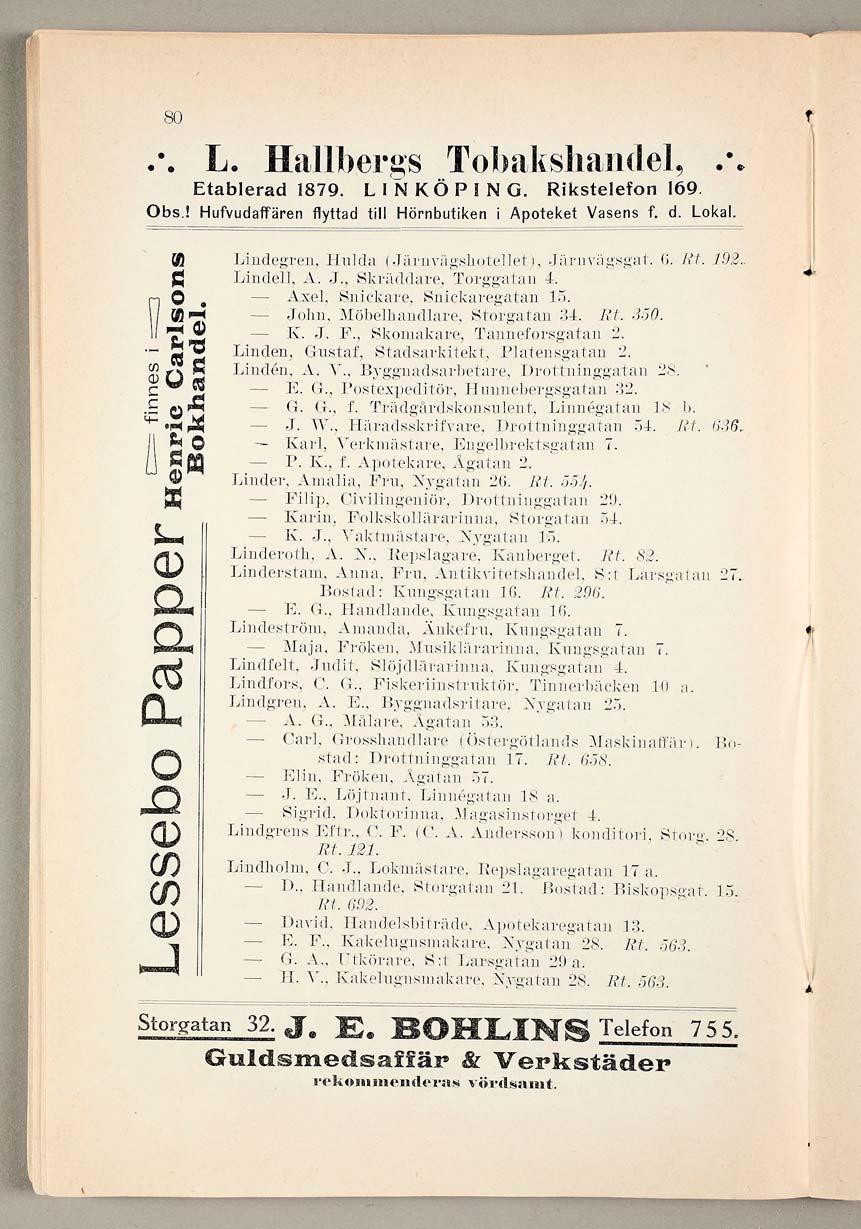 80
L. Hallbergs Tobakshandel,
Etablerad 1879. LINKÖPING. Rikstelefon 169.
Obs.! Hufvudaffären flyttad till Hörnbutiken i Apoteket Vasens f. d. Lokal.
Lessebo Papper finnes i Henric Carlsons Bokhandel.
Lindegren, Hulda (Järnvägshotellet), Järnvägsgat. 6. Rt. 192.
Lindell, A. J., Skräddare, Torggatan 4.
— Axel, Snickare, Snickaregatan 15.
— John, Möbelhandlare, Storgatan 34. Rt. 350.
— K. J. F., Skomakare, Tanneforsgatan 2.
Linden, Gustaf, Stadsarkitekt, Platensgatan 2.
Lindén, A. V., Byggnadsarbetare, Drottninggatan 28.
— E. G., Postexpeditör, Hunnebergsgatan 32.
— G. G., f. Trädgårdskonsulent, Linnégatan 18 b.
— J. W., Häradsskrifvare, Drottninggatan 54. Rt. 636.
— Karl, Verkmästare, Engelbrektsgatan 7.
— P. K., f. Apotekare, Ågatan 2.
Linder, Amalia, Fru, Nygatan 26. Rt. 554.
— Filip, Civilingeniör, Drottninggatan 29.
— Karin, Folkskollärarinna, Storgatan 54.
— K. J., Vaktmästare, Nygatan 15.
Linderoth, A. N., Repslagare, Kanberget. Rt. 82.
Linderstam, Anna, Fru, Antikvitetshandel, S:t Larsgatan 27.
Bostad: Kungsgatan 16. Rt. 296.
— E. G., Handlande, Kungsgatan 16.
Lindeström, Amanda, Änkefru, Kungsgatan 7.
— Maja, Fröken, Musiklärarinna, Kungsgatan 7.
Lindfelt, Judit, Slöjdlärarinna, Kungsgatan 4.
Lindfors, C. G., Fiskeriinstruktör, Tinnerbäcken 10 a.
Lindgren, A. E., Byggnadsritare, Nygatan 25.
— A. G., Målare, Ågatan 53.
— Carl, Grosshandlare (Östergötlands Maskinaffär). Bo-
stad: Drottninggatan 17. Rt. 658.
— Elin, Fröken, Ågatan 57.
— J. E., Löjtnant, Linnégatan 18 a.
— Sigrid, Doktorinna, Magasinstorget 4.
Lindgrens Eftr., C. F. (C. A. Andersson) konditori, Storg. 28.
Rt. 121.
Lindholm, C. J., Lokmästare, Repslagaregatan 17 a.
— D., Handlande, Storgatan 21. Bostad: Biskopsgat. 15.
Rt. 692.
— David, Handelsbiträde, Apotekaregatan 13.
— E. F., Kakelugnsmakare, Nygatan 28. Rt. 563.
— G. A., Utkörare, S:t Larsgatan 29 a.
— H. V., Kakelugnsmakare, Nygatan 28. Rt. 563.
Storgatan 32. J. E. BOHLINS Telefon 755.
Guldsmedsaffär & Verkstäder
rekommenderas vördsamt.